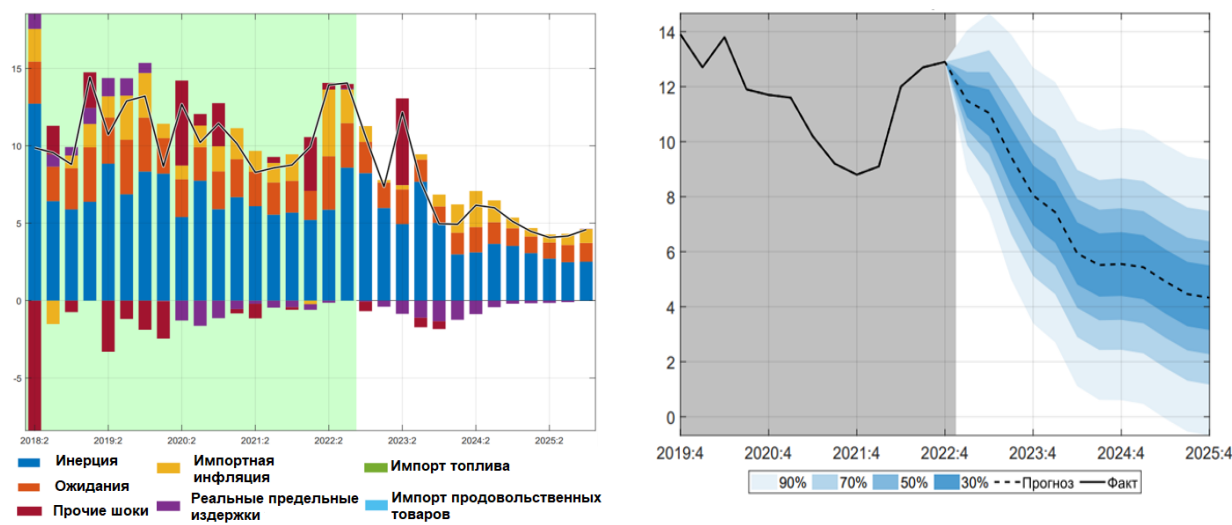 15
10
5
0
-5
2018:2 2019:2 2020:2 2021:2 2022:2 2023:2 2024:2 2025:2
Инерция
Ожидания
Прочие шоки
Импортная
инфляция
Реальные предельные
издержки
Импорт топлива
Импорт продовольственных
товаров
14
12
10
8
6
4
2
0
2019:4 2020:4 2021:4 2022:4 2023:4 2024:4 2025:4
90% 70% 50% 30% Прогноз Факт